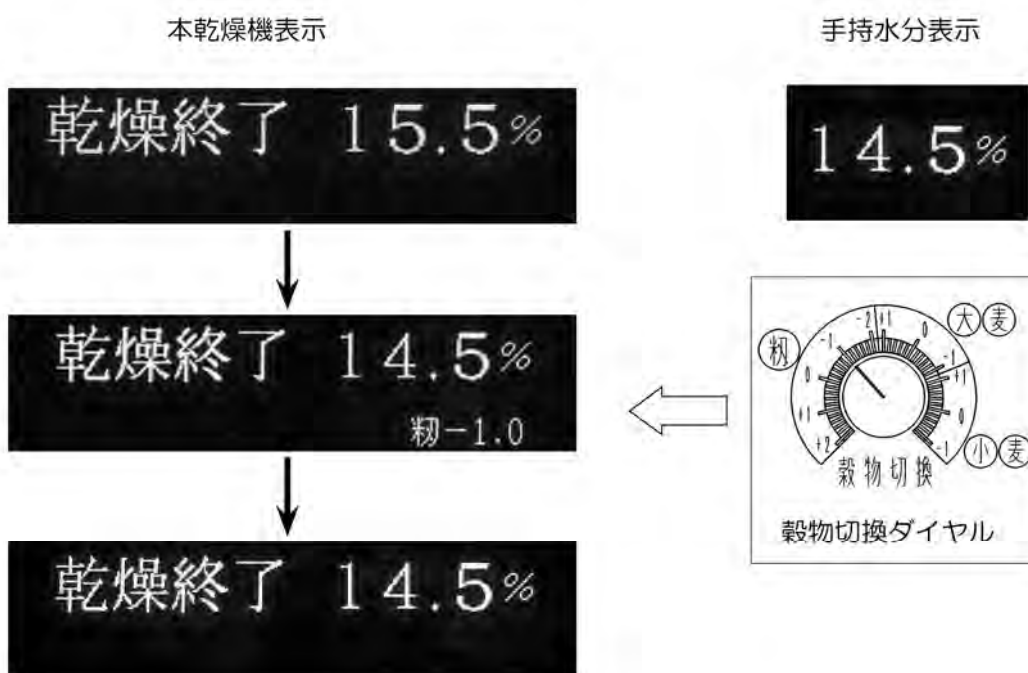 本乾燥機表示
手持水分表示
乾燥終了 15.5%
14.5%
乾燥終了 14.5%
籾-1.0
籾
-2
+1
-1
0
大麦
0
-1
+1
+1
0
+2
-1
小麦
穀物切換
穀物切換ダイヤル
乾燥終了 14.5%